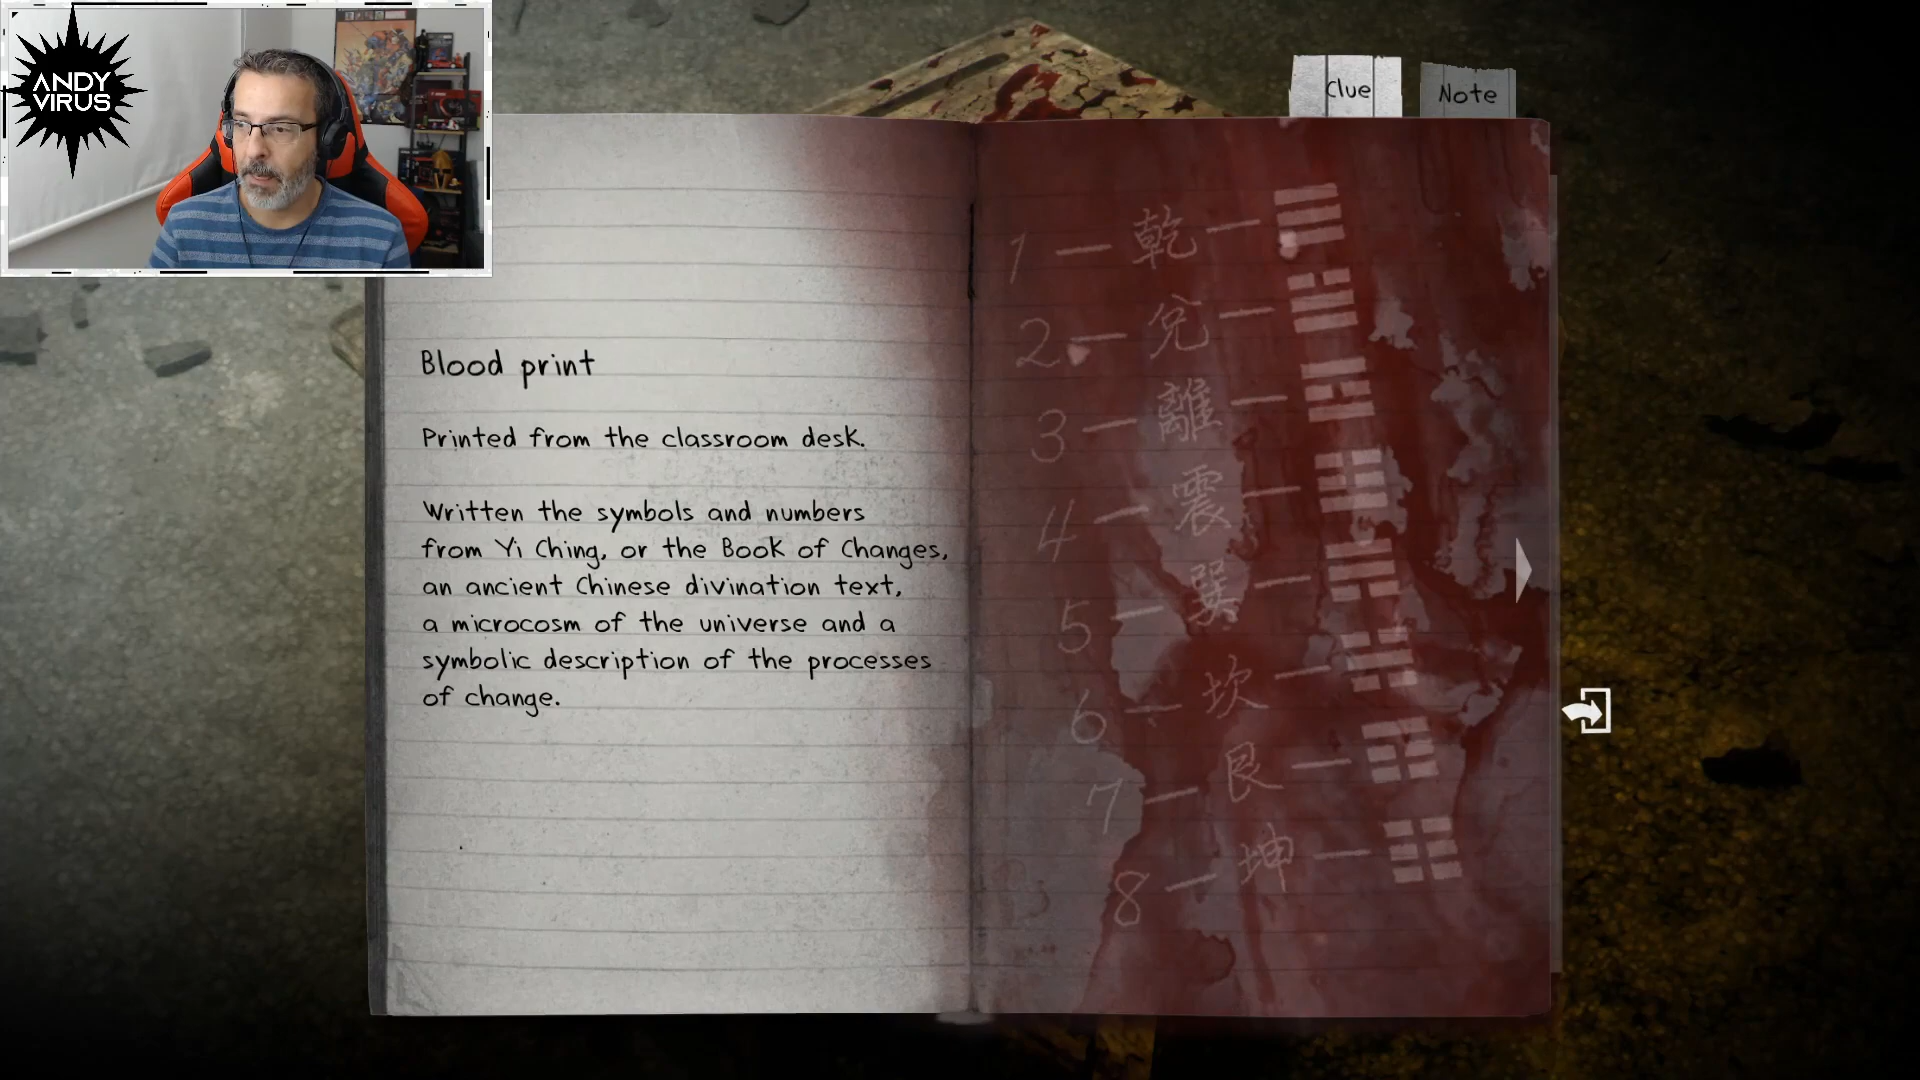 ANDY
VIRUS
Clue
Note
Blood print
Printed from the classroom desk.
Written the symbols and numbers
from Yi Ching, or the Book of Changes,
an ancient Chinese divination text,
a microcosm of the universe and a
symbolic description of the processes
of change.
1 — 乾 — ☰
2 — 兌 — ☱
3 — 離 — ☲
4 — 震 — ☳
5 — 巽 — ☴
6 — 坎 — ☵
7 — 艮 — ☶
8 — 坤 — ☷